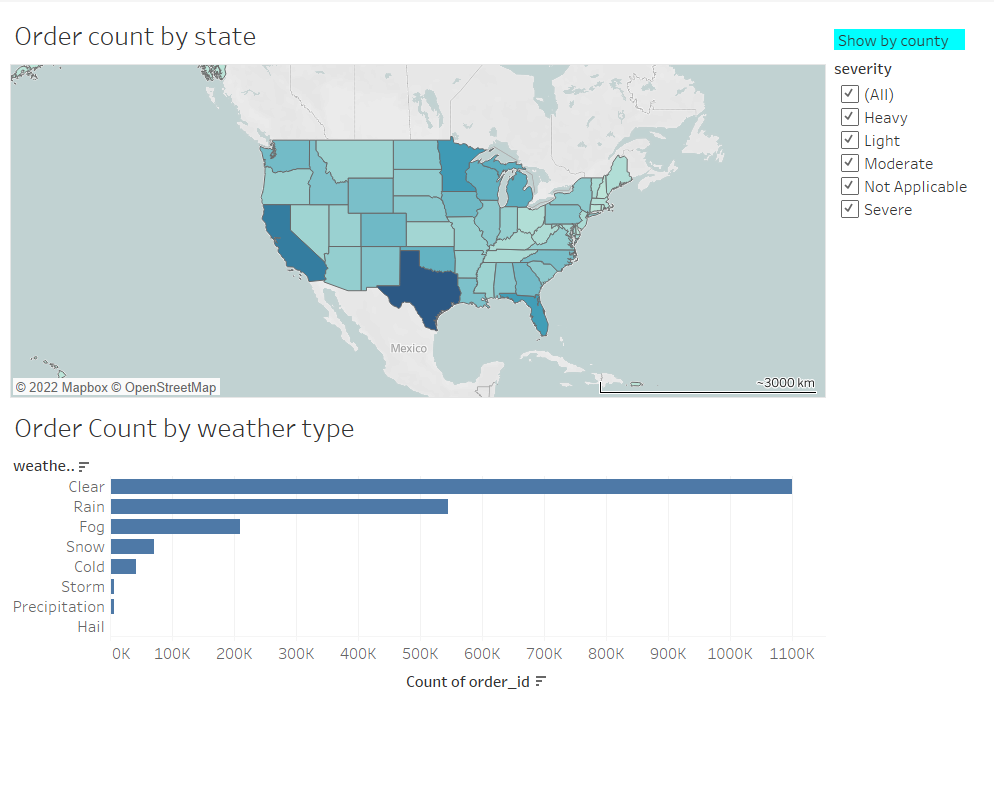 Order count by state
Show by county
severity
(All)
Heavy
Light
Moderate
Not Applicable
Severe
Mexico
© 2022 Mapbox © OpenStreetMap
~3000 km
Order Count by weather type
weathe..
Clear
Rain
Fog
Snow
Cold
Storm
Precipitation
Hail
0K 100K 200K 300K 400K 500K 600K 700K 800K 900K 1000K 1100K
Count of order_id